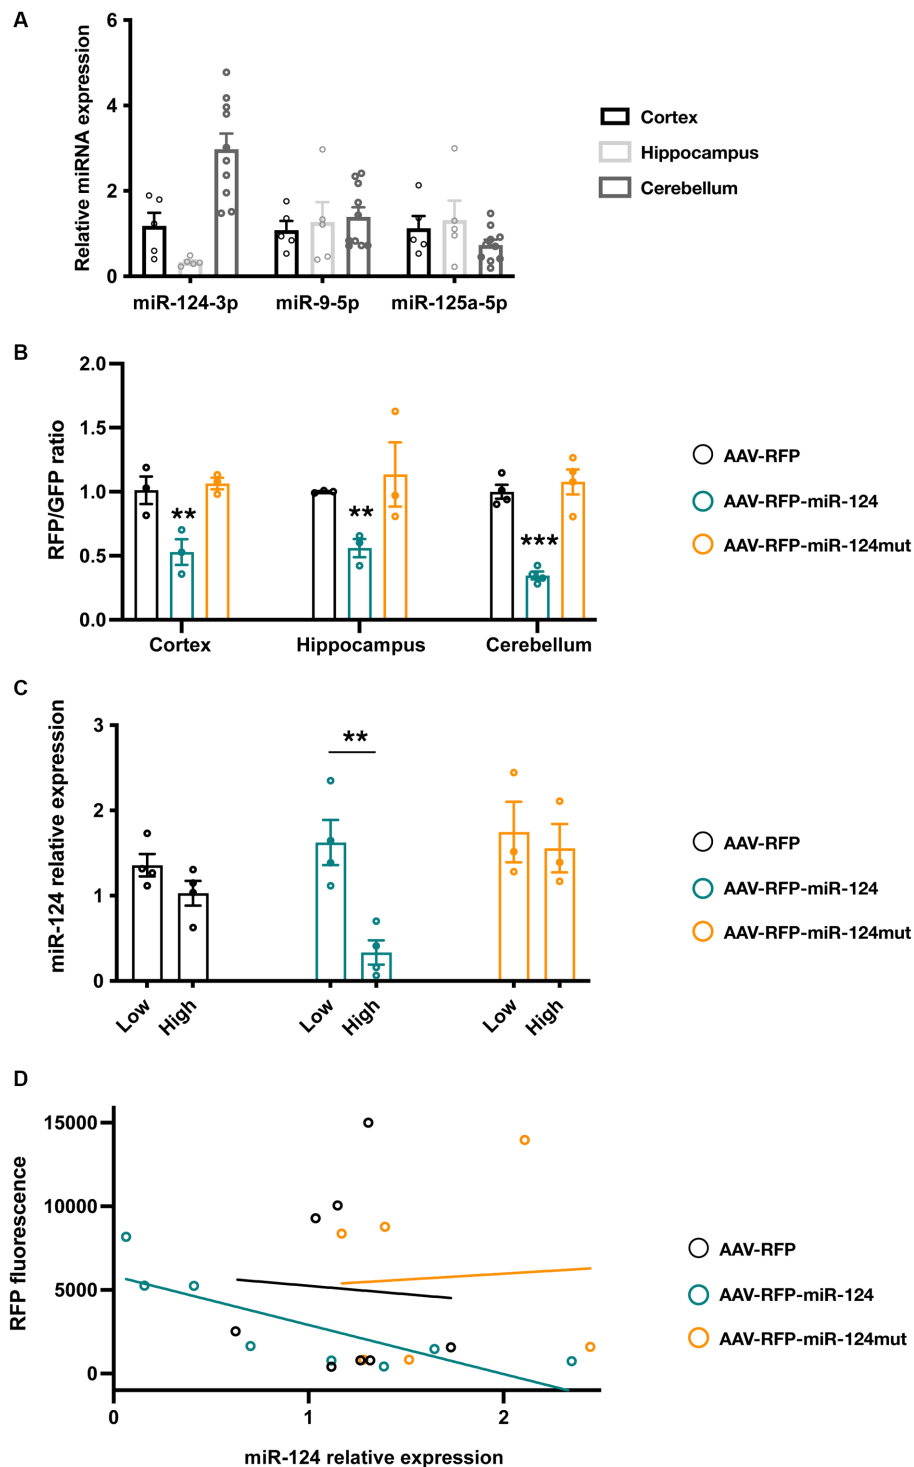 A
Relative miRNA expression
6
4
2
0
miR-124-3p
miR-9-5p
miR-125a-5p
Cortex
Hippocampus
Cerebellum
B
RFP/GFP ratio
2.0
1.5
1.0
0.5
0.0
**
**
***
Cortex
Hippocampus
Cerebellum
AAV-RFP
AAV-RFP-miR-124
AAV-RFP-miR-124mut
C
miR-124 relative expression
3
2
1
0
**
Low
High
Low
High
Low
High
AAV-RFP
AAV-RFP-miR-124
AAV-RFP-miR-124mut
D
RFP fluorescence
15000
10000
5000
0
0
1
2
miR-124 relative expression
AAV-RFP
AAV-RFP-miR-124
AAV-RFP-miR-124mut